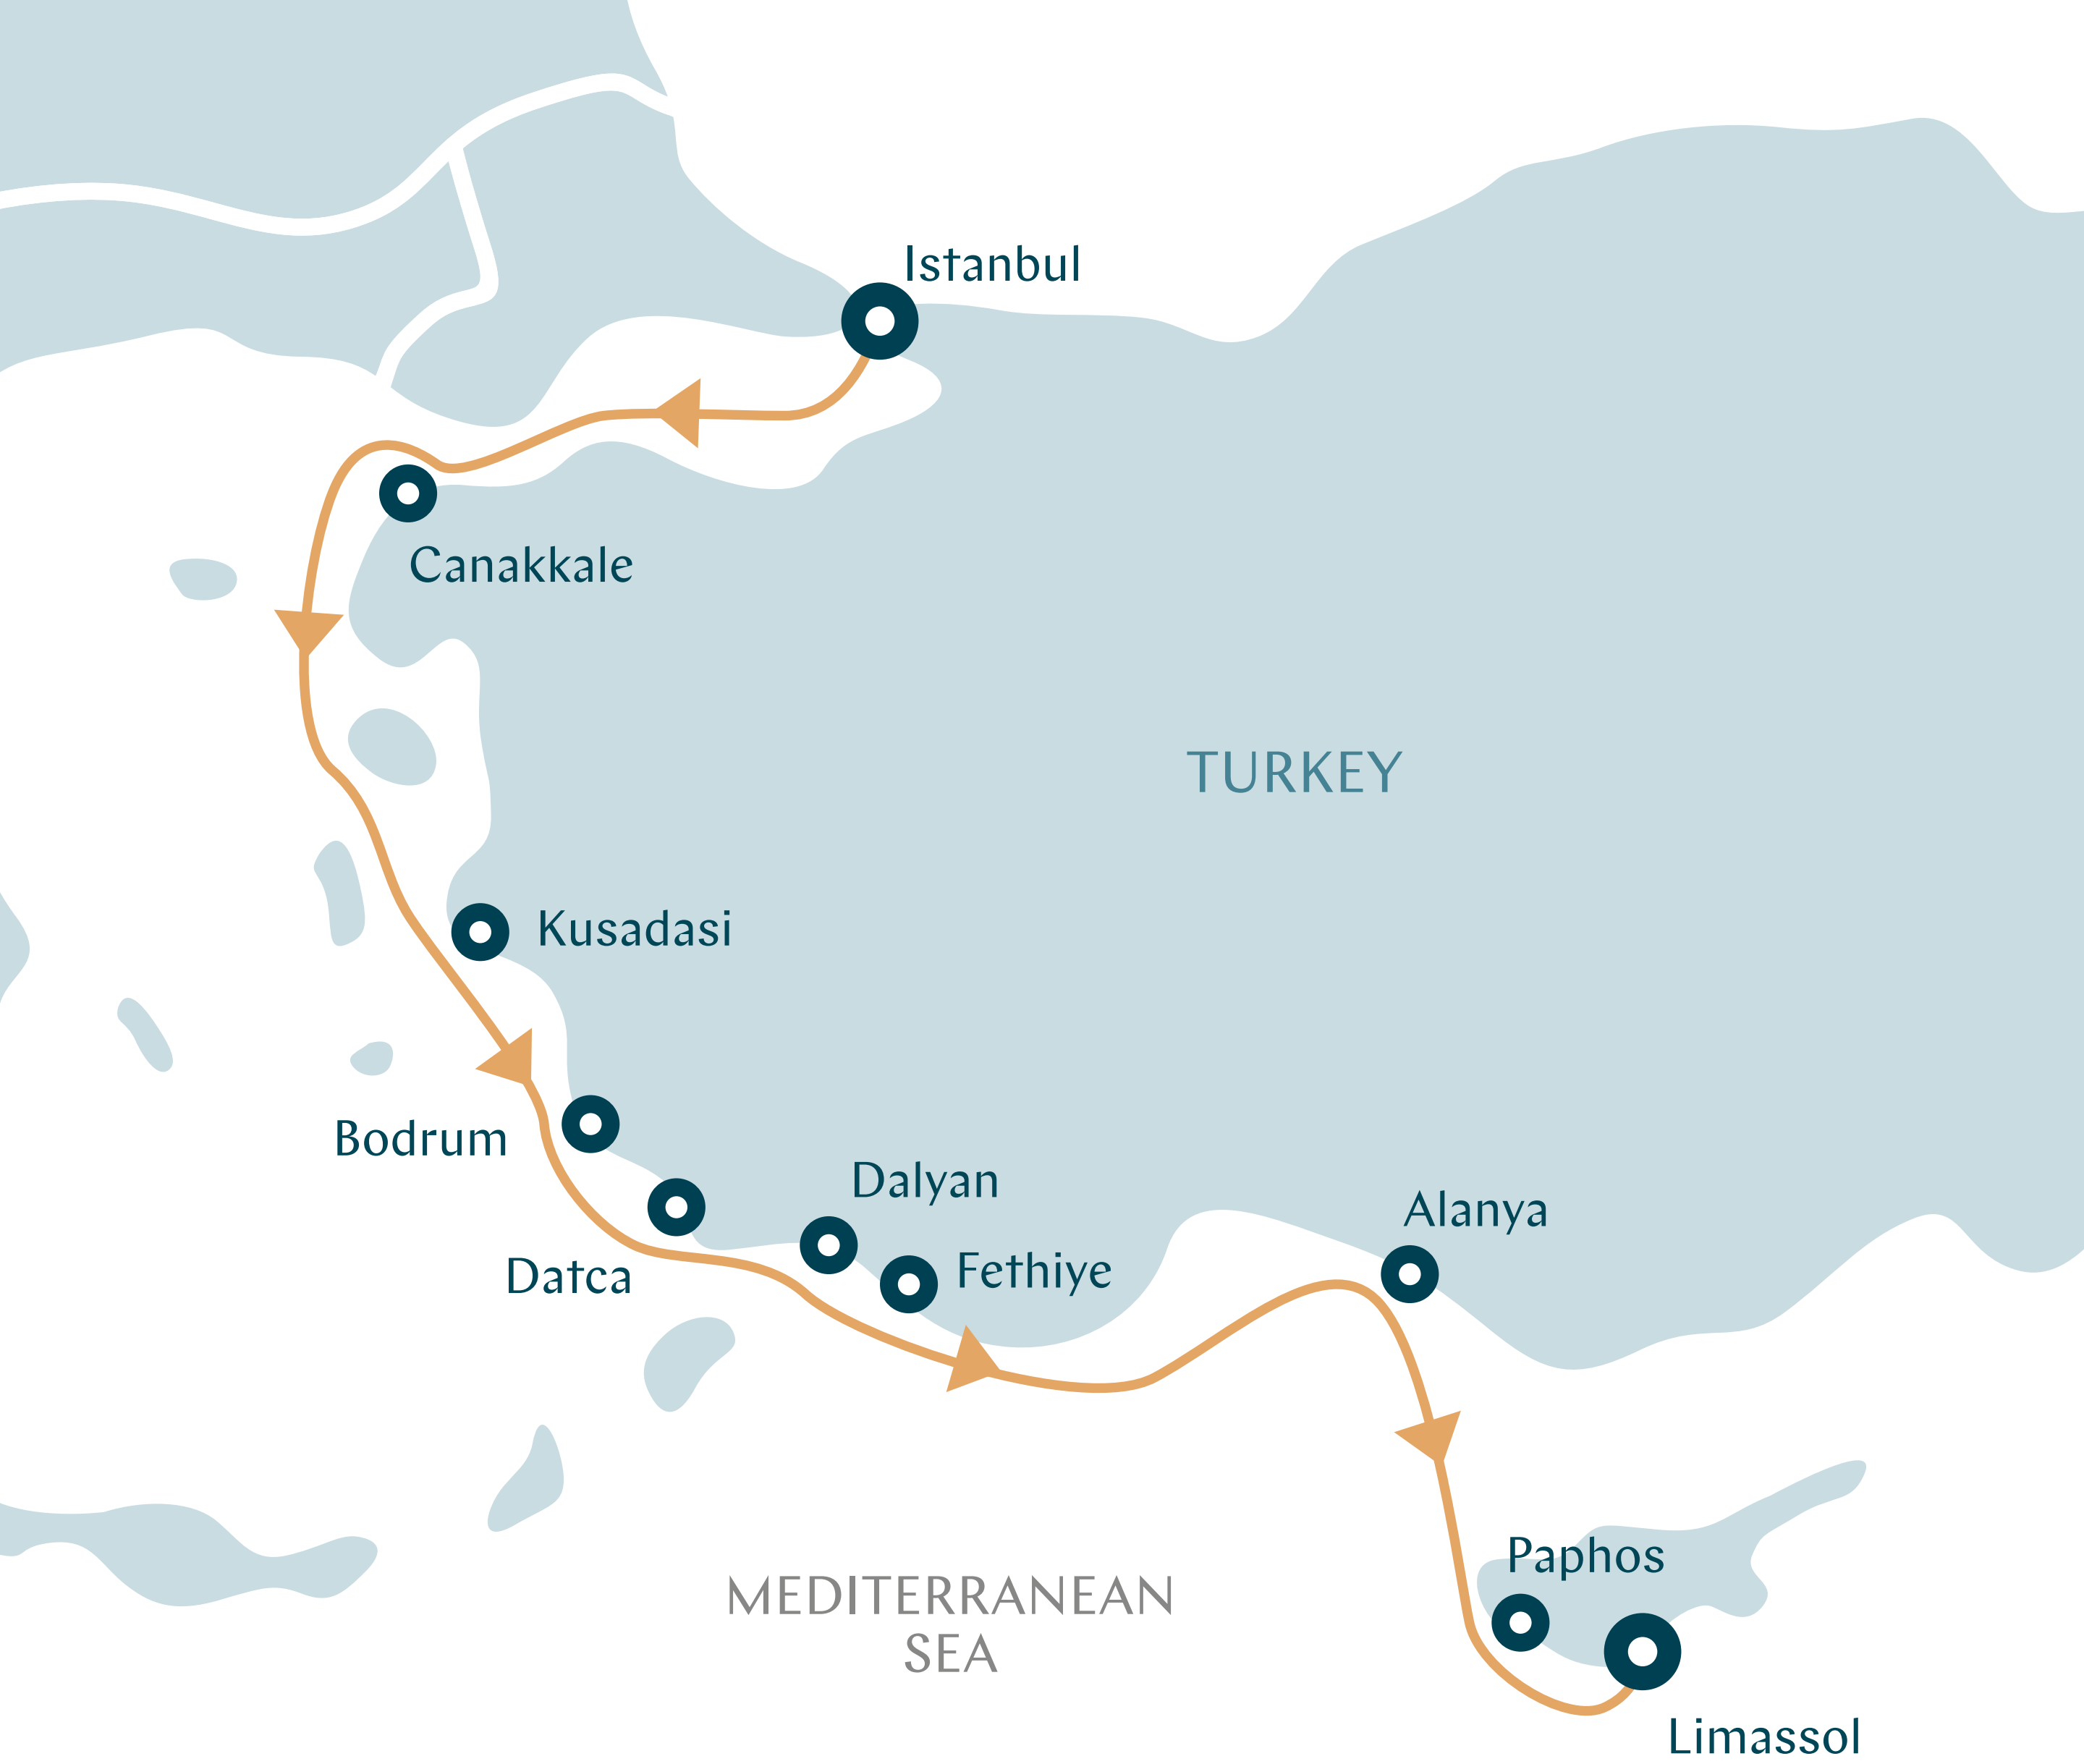 Istanbul
Canakkale
TURKEY
Kusadasi
Bodrum
Dalyan
Alanya
Datca
Fethiye
Paphos
MEDITERRANEAN
SEA
Limassol